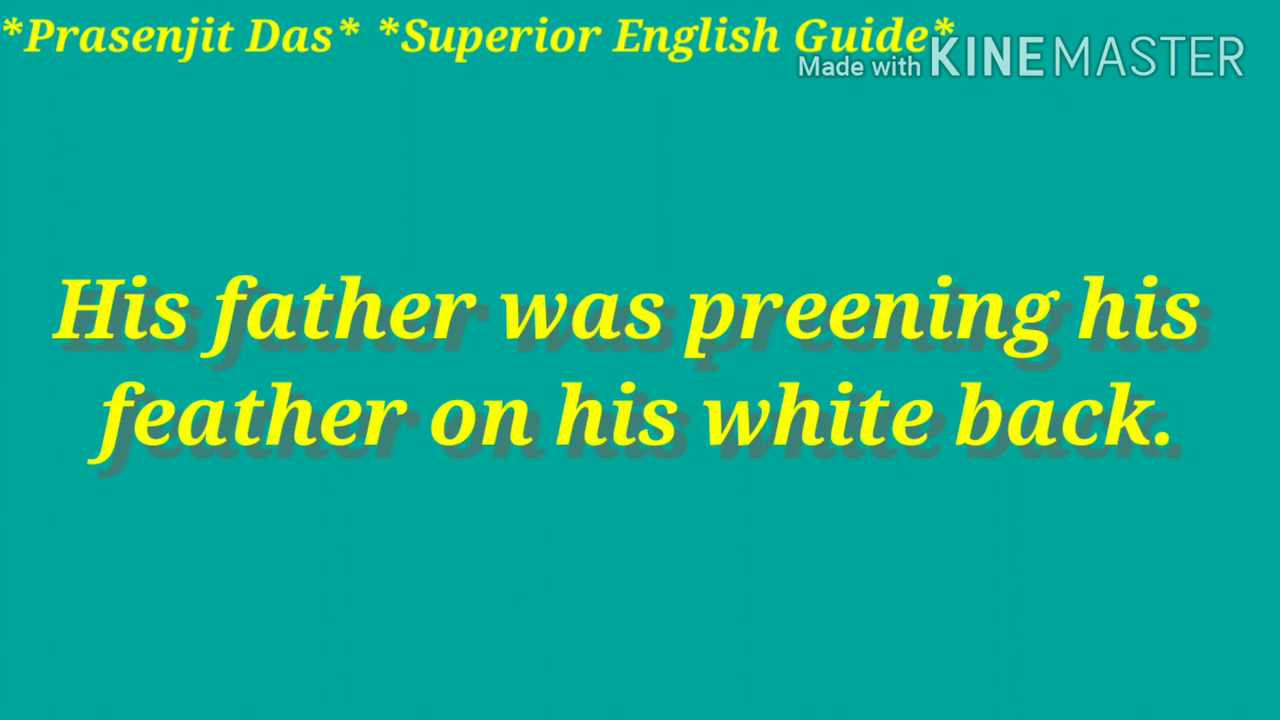 *Prasenjit Das* *Superior English Guide*
Made with KINEMASTER
His father was preening his
feather on his white back.